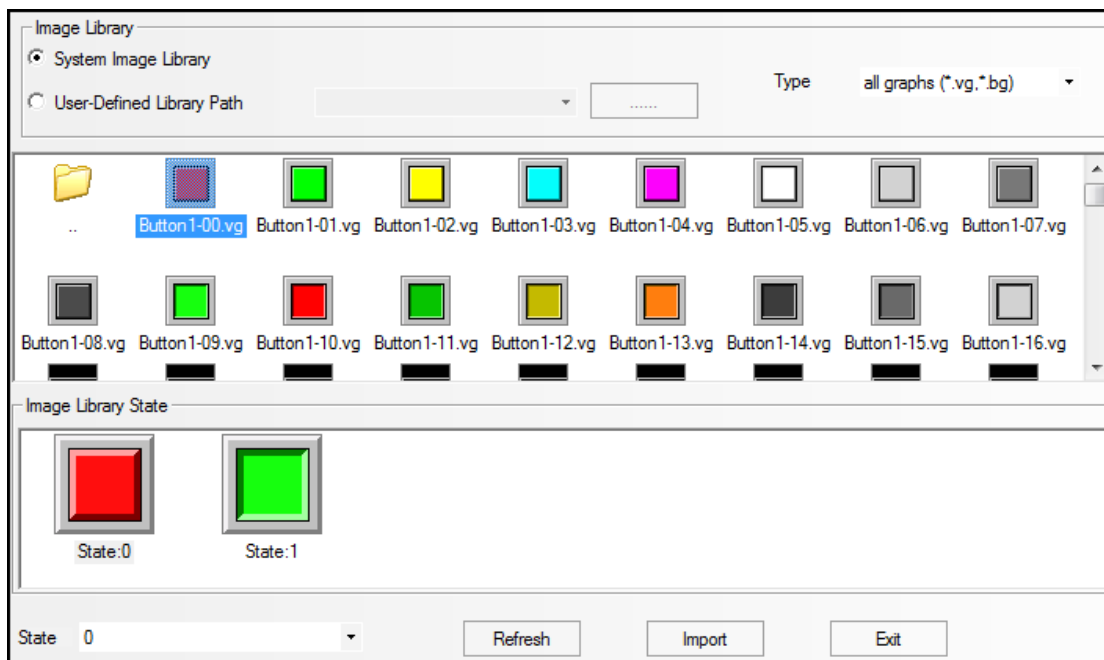 Image Library
System Image Library
User-Defined Library Path
......
Type
all graphs (*.vg,*.bg)
..
Button1-00.vg
Button1-01.vg
Button1-02.vg
Button1-03.vg
Button1-04.vg
Button1-05.vg
Button1-06.vg
Button1-07.vg
Button1-08.vg
Button1-09.vg
Button1-10.vg
Button1-11.vg
Button1-12.vg
Button1-13.vg
Button1-14.vg
Button1-15.vg
Button1-16.vg
Image Library State
State:0
State:1
State
0
Refresh
Import
Exit